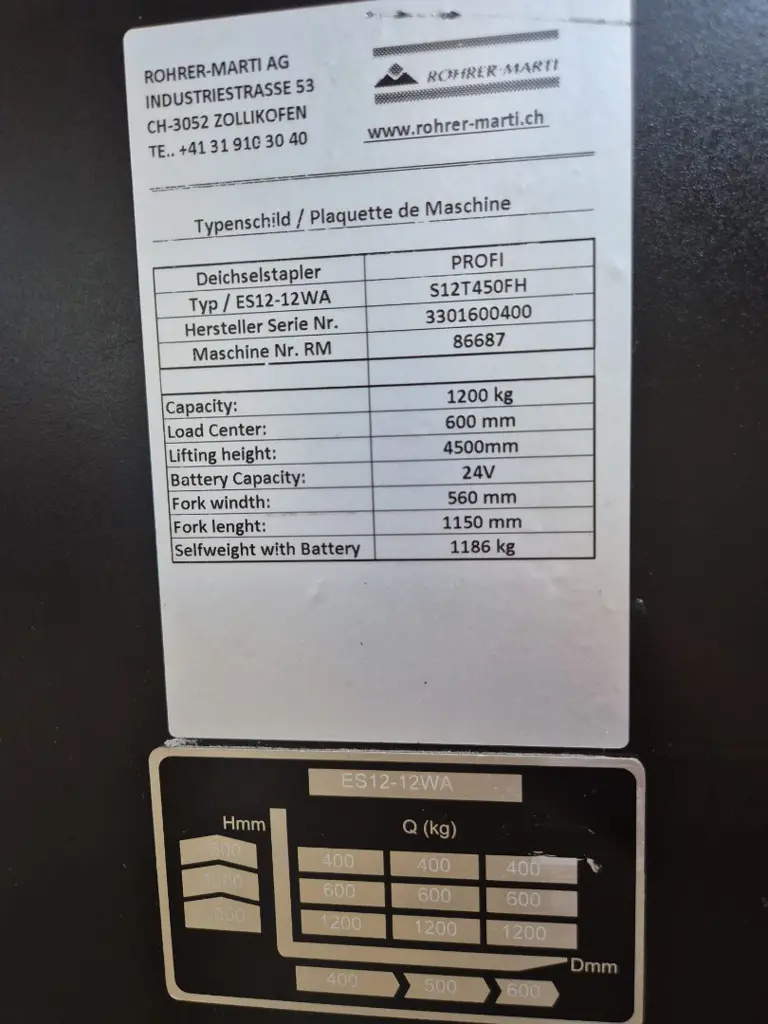 ROHRER-MARTI AG
INDUSTRIESTRASSE 53
CH-3052 ZOLLIKOFEN
TE.. +41 31 910 30 40
ROHRER-MARTI
www.rohrer-marti.ch
Typenschild / Plaquette de Maschine
Deichselstapler PROFI
Typ / ES12-12WA S12T450FH
Hersteller Serie Nr. 3301600400
Maschine Nr. RM 86687
Capacity: 1200 kg
Load Center: 600 mm
Lifting height: 4500mm
Battery Capacity: 24V
Fork windth: 560 mm
Fork lenght: 1150 mm
Selfweight with Battery 1186 kg
ES12-12WA
Hmm Q (kg)
400 400 400
600 600 600
1200 1200 1200
Dmm
400 500 600